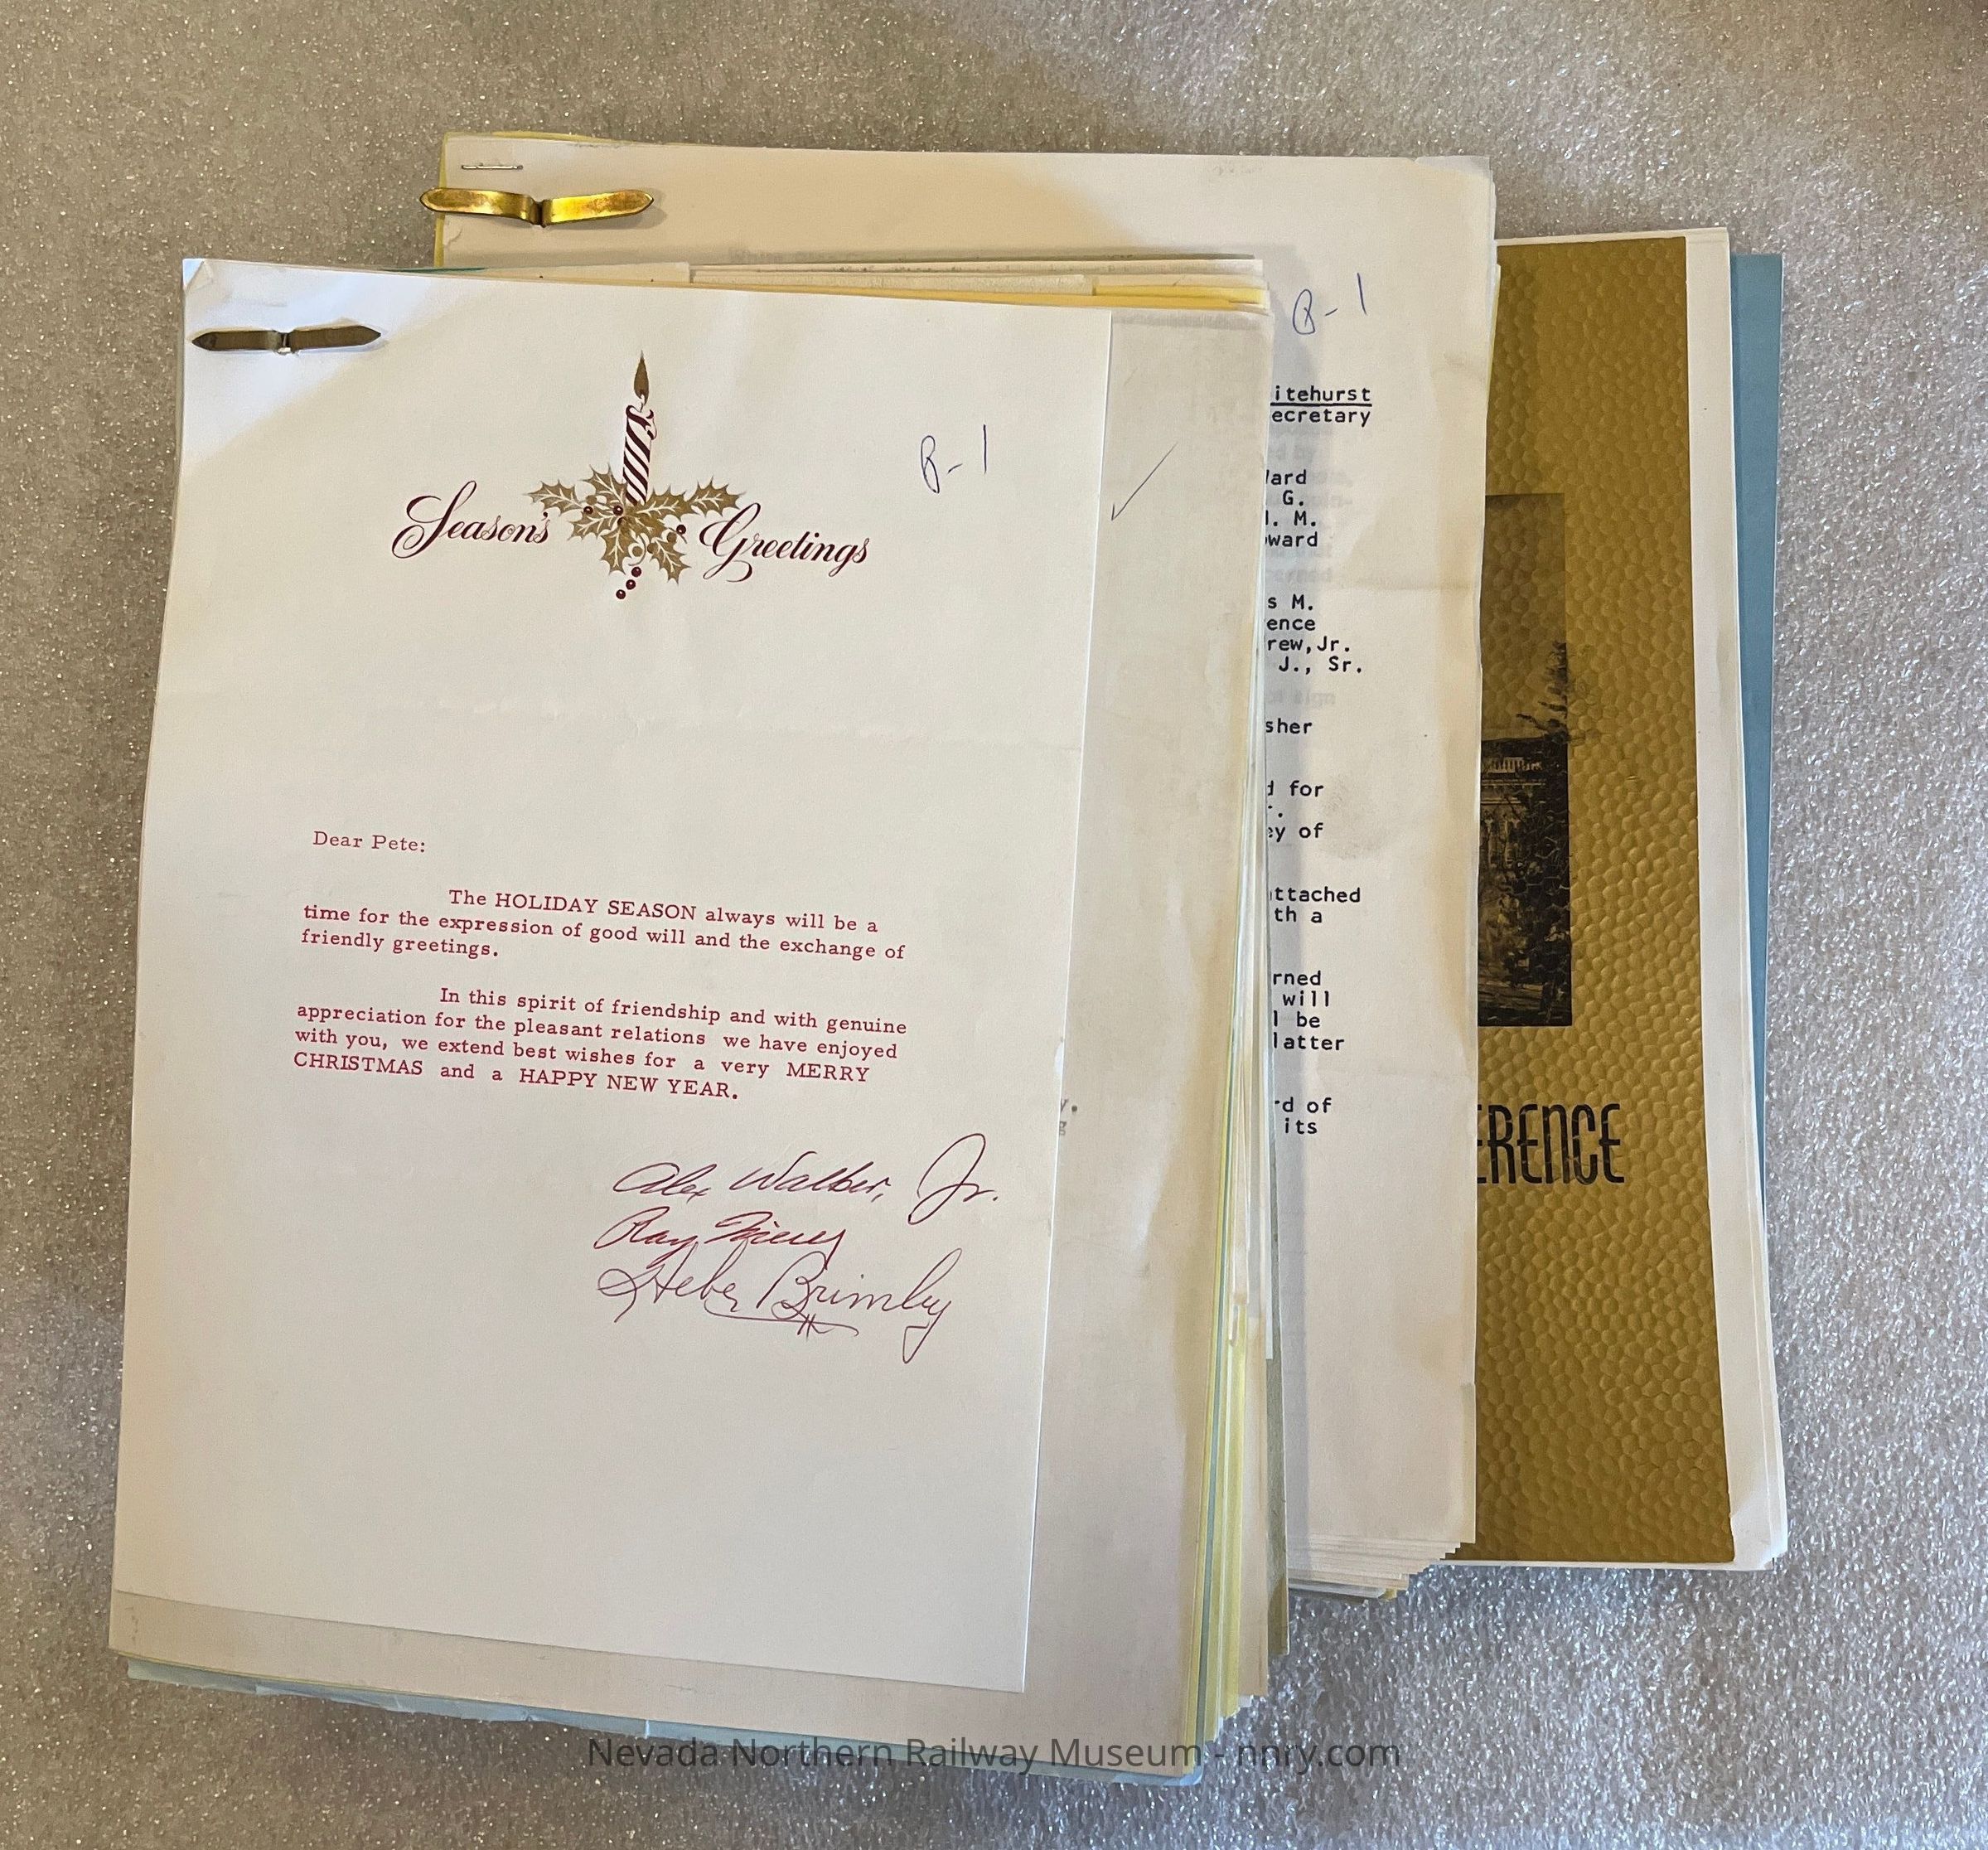 B-1
Season's Greetings
Dear Pete:
The HOLIDAY SEASON always will be a
time for the expression of good will and the exchange of
friendly greetings.
In this spirit of friendship and with genuine
appreciation for the pleasant relations we have enjoyed
with you, we extend best wishes for a very MERRY
CHRISTMAS and a HAPPY NEW YEAR.
Alex Walker, Jr.
Ray
Heber Brimley
B-1
itehurst
ecretary
ard
G.
M.
ward
s M.
ence
rew, Jr.
J., Sr.
sher
d for
ey of
ttached
th a
rned
will
l be
latter
rd of
its
ERENCE
Nevada Northern Railway Museum - nnry.com